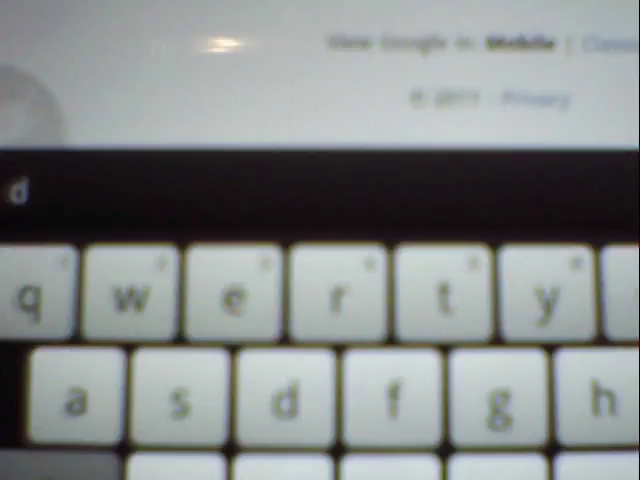 View Google in: Mobile | Classic
© 2011 - Privacy
d
q w e r t y
a s d f g h